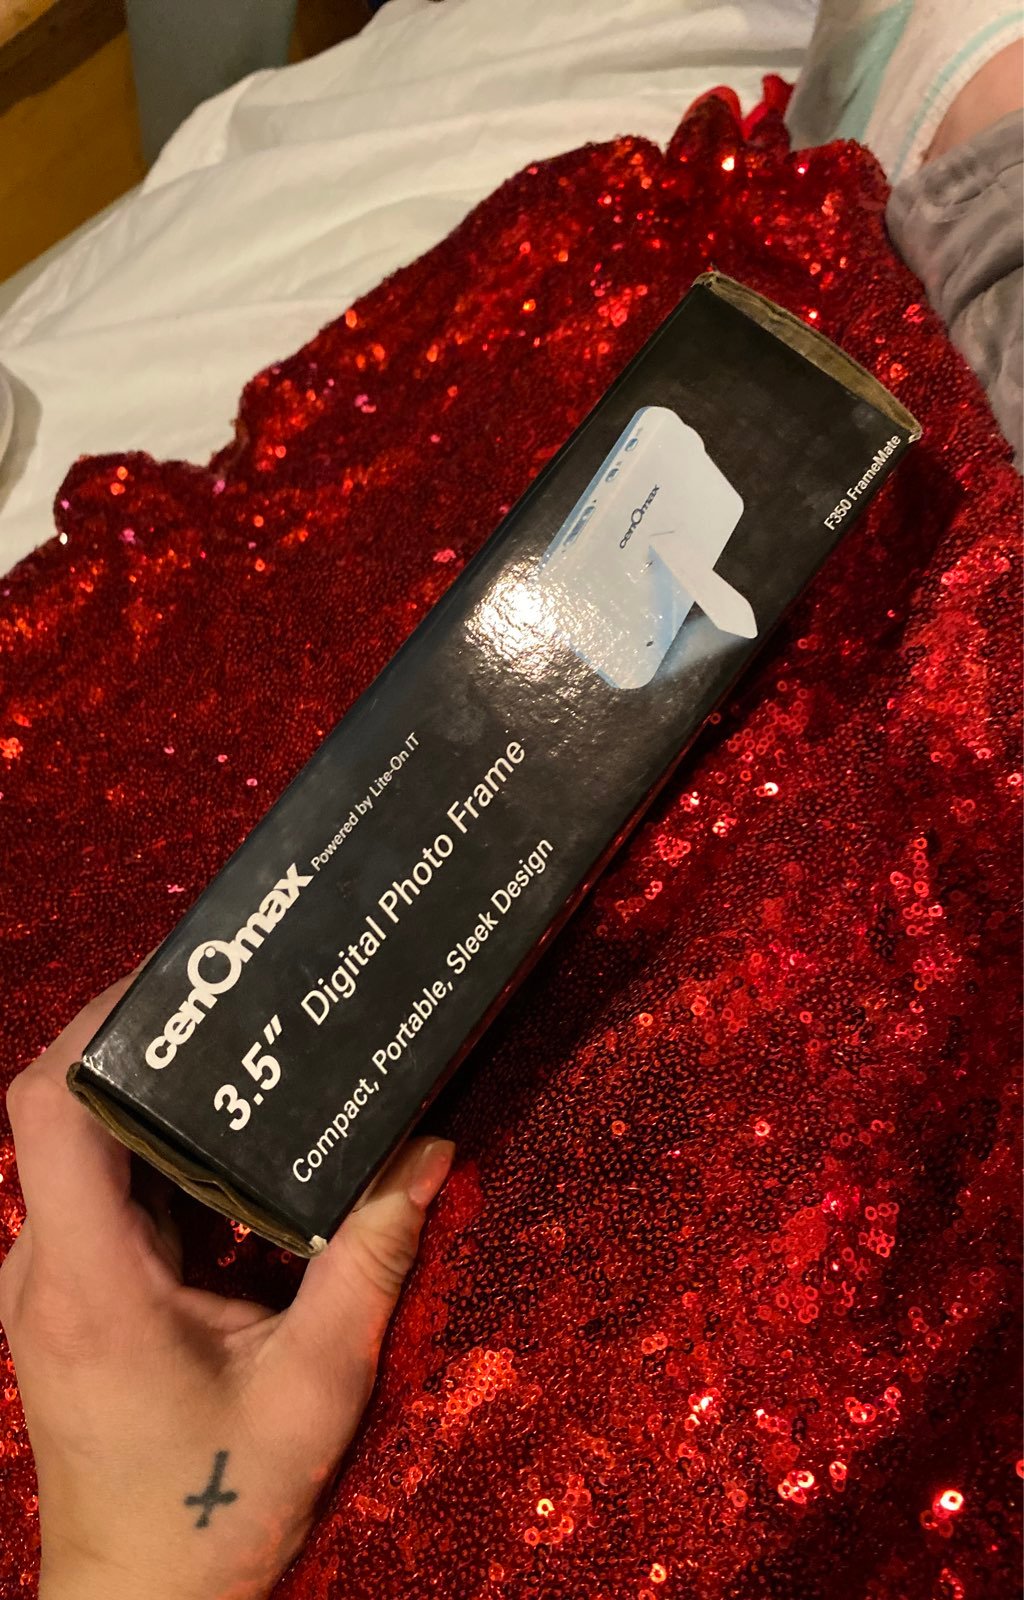 cenOmax Powered by Lite-On IT
3.5" Digital Photo Frame
Compact, Portable, Sleek Design
cenOmax
F350 FrameMate